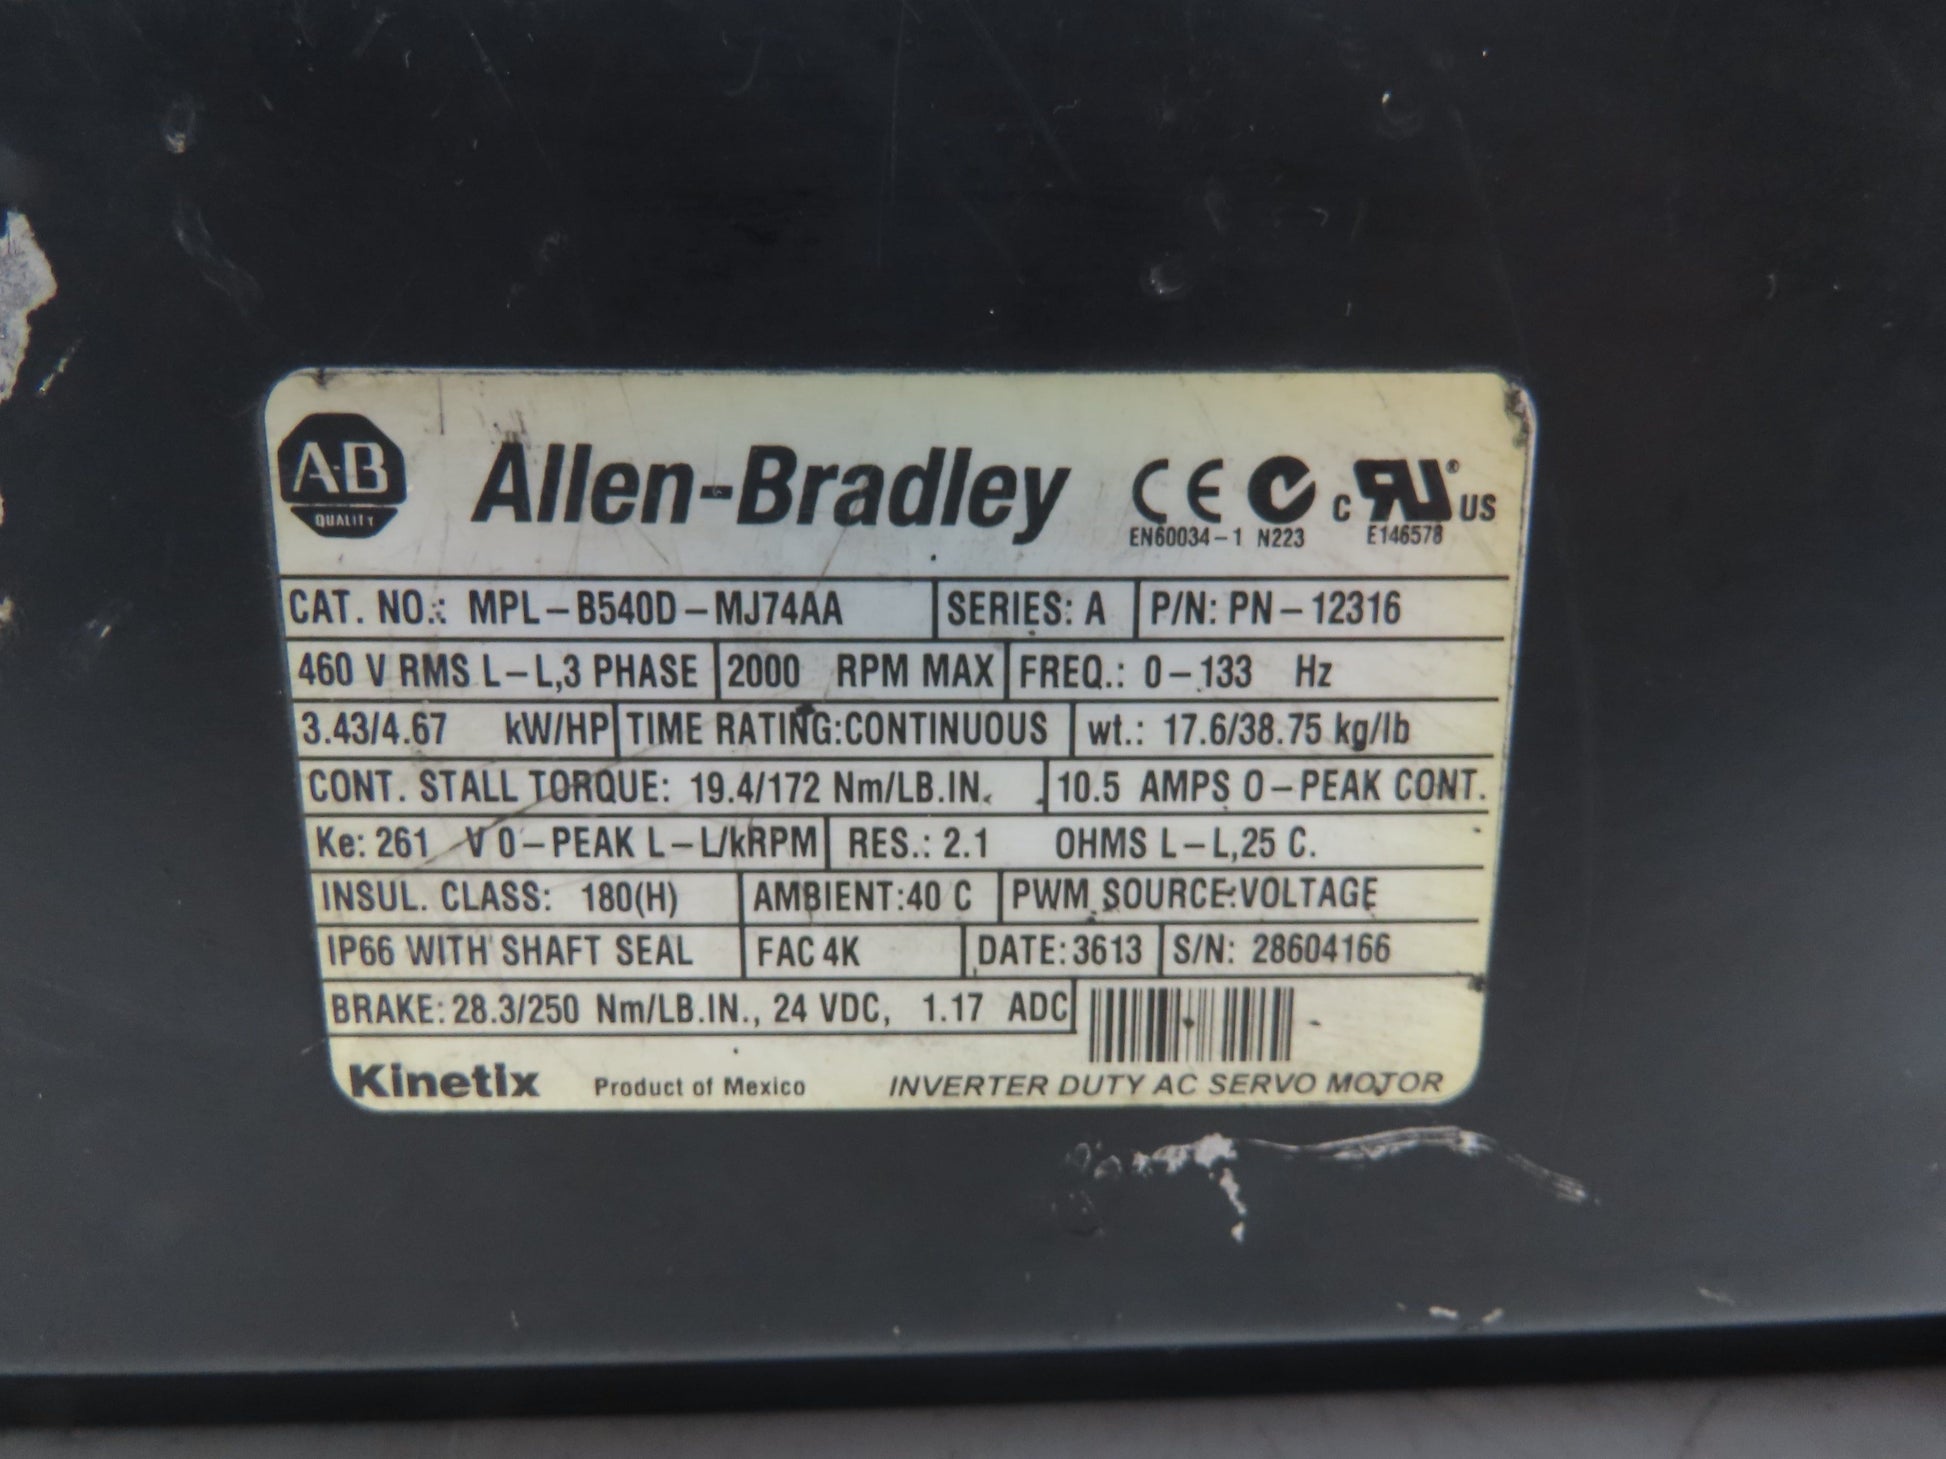 A-B QUALITY Allen-Bradley CE EN60034-1 N223 C RU® US E146578
CAT. NO.: MPL-B540D-MJ74AA SERIES: A P/N: PN-12316
460 V RMS L-L,3 PHASE 2000 RPM MAX FREQ.: 0-133 Hz
3.43/4.67 kW/HP TIME RATING:CONTINUOUS wt.: 17.6/38.75 kg/lb
CONT. STALL TORQUE: 19.4/172 Nm/LB.IN. 10.5 AMPS O-PEAK CONT.
Ke: 261 V 0-PEAK L-L/kRPM RES.: 2.1 OHMS L-L,25 C.
INSUL. CLASS: 180(H) AMBIENT:40 C PWM SOURCE:VOLTAGE
IP66 WITH SHAFT SEAL FAC 4K DATE:3613 S/N: 28604166
BRAKE: 28.3/250 Nm/LB.IN., 24 VDC, 1.17 ADC
Kinetix Product of Mexico INVERTER DUTY AC SERVO MOTOR